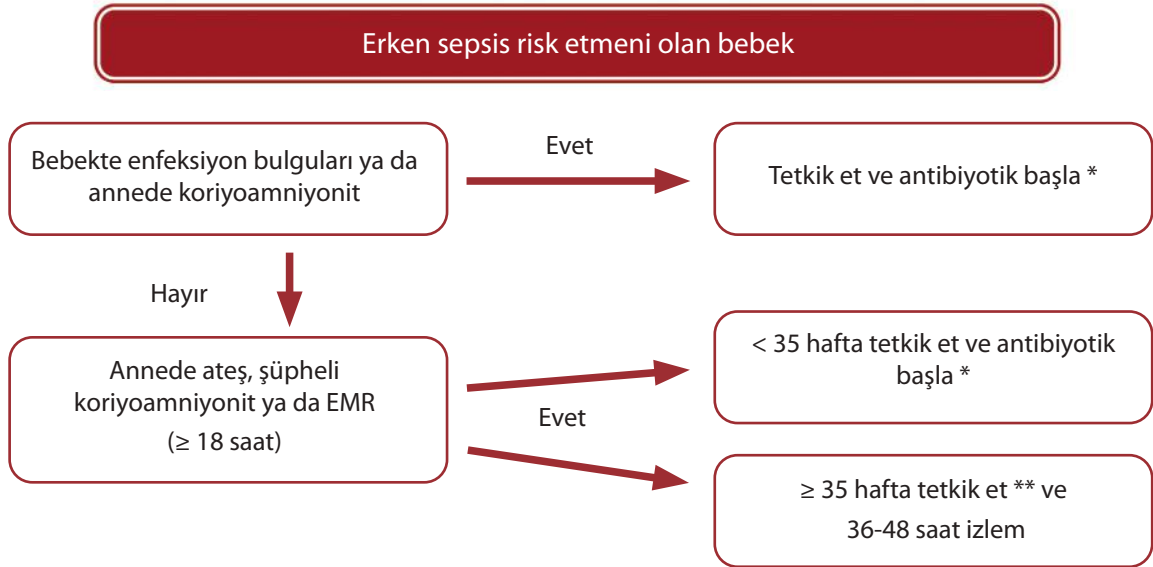 Erken sepsis risk etmeni olan bebek
Bebekte enfeksiyon bulguları ya da
annede koriyoamniyonit
Evet
Tetkik et ve antibiyotik başla *
Hayır
Annede ateş, şüpheli
koriyoamniyonit ya da EMR
(≥ 18 saat)
Evet
< 35 hafta tetkik et ve antibiyotik
başla *
≥ 35 hafta tetkik et ** ve
36-48 saat izlem